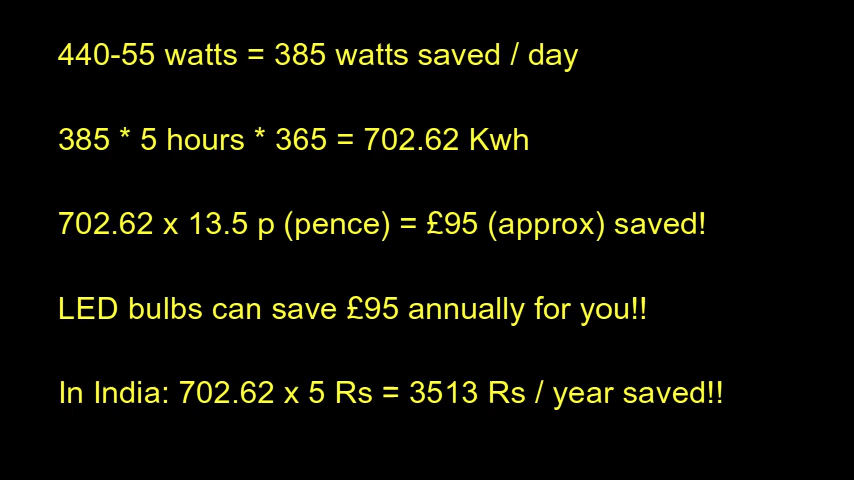 440-55 watts = 385 watts saved / day
385 * 5 hours * 365 = 702.62 Kwh
702.62 x 13.5 p (pence) = £95 (approx) saved!
LED bulbs can save £95 annually for you!!
In India: 702.62 x 5 Rs = 3513 Rs / year saved!!